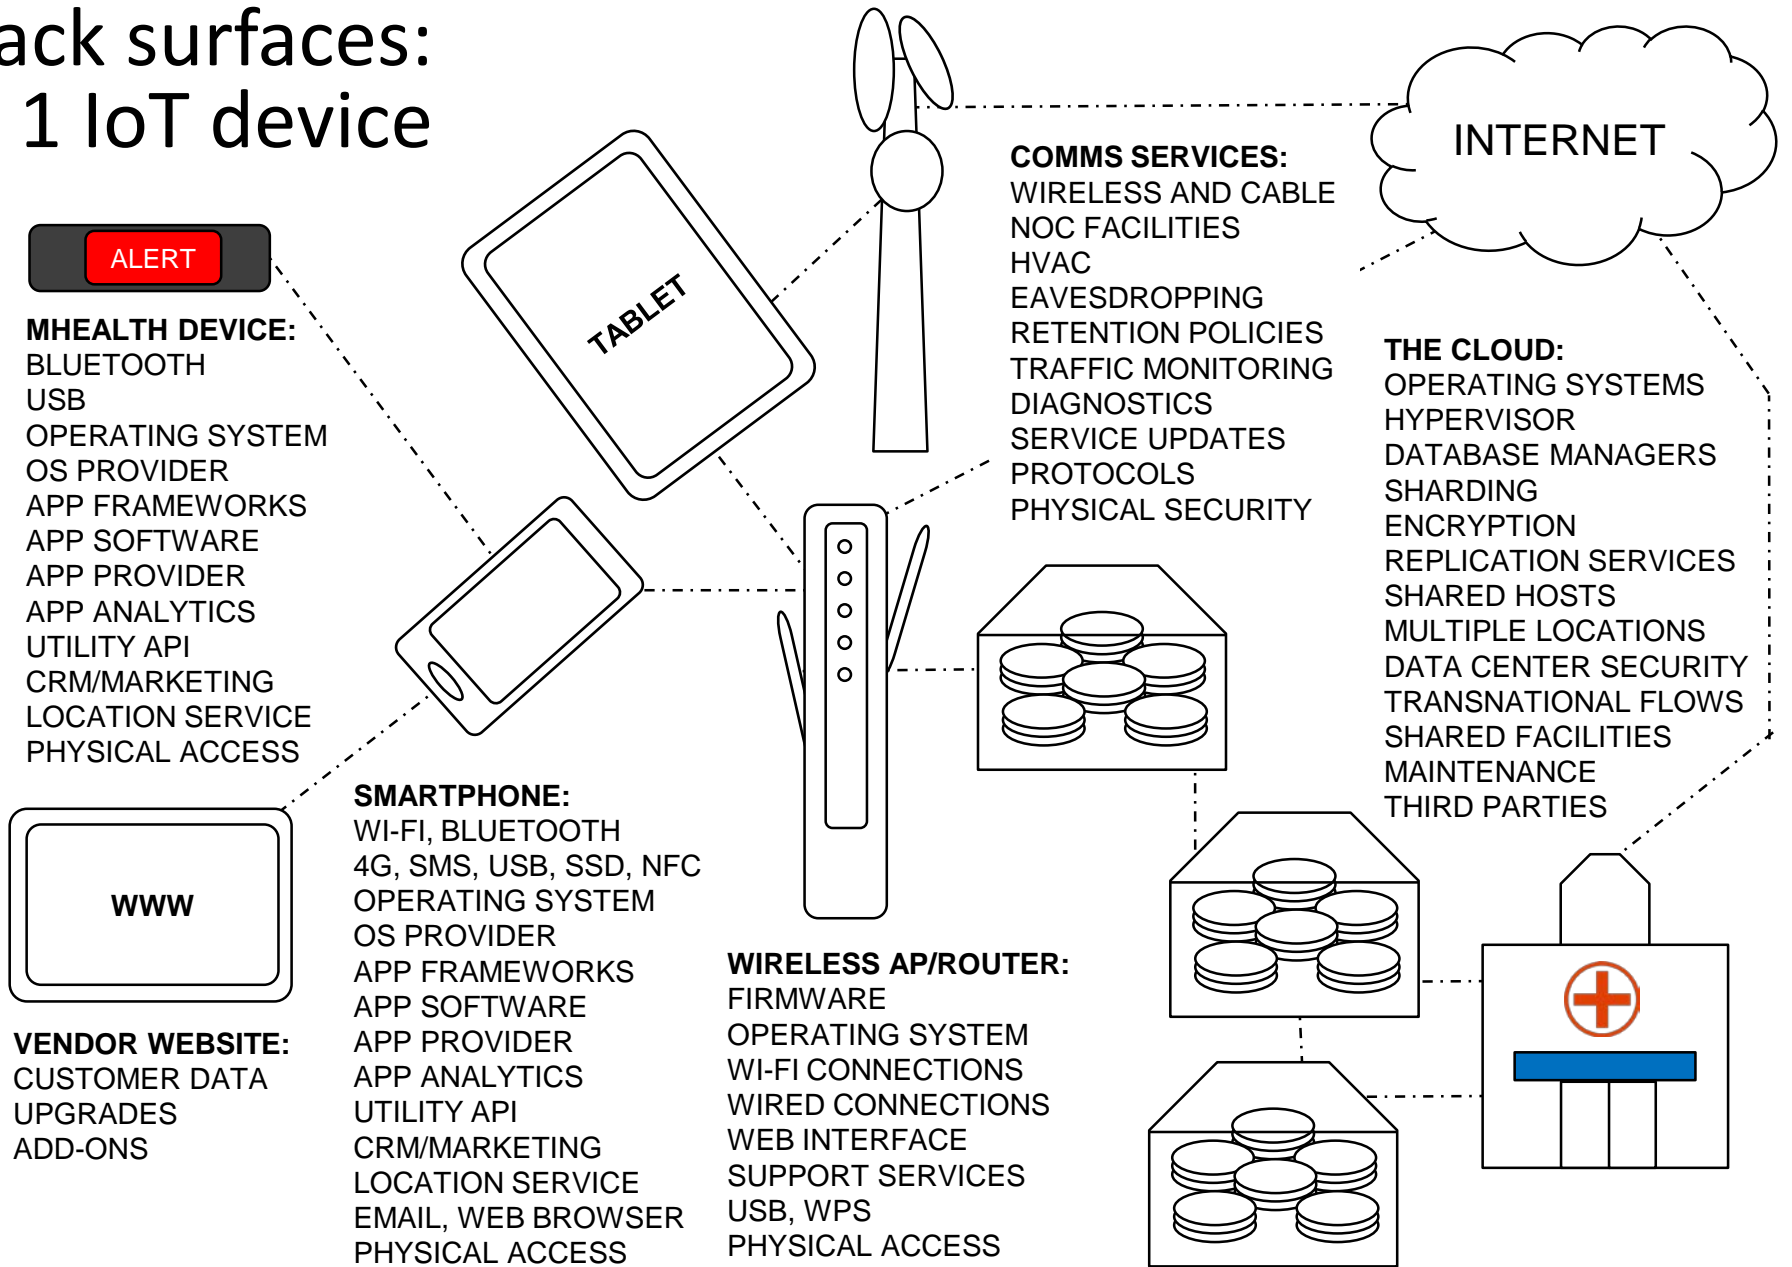 ack surfaces:
1 IoT device
ALERT
MHEALTH DEVICE:
BLUETOOTH
USB
OPERATING SYSTEM
OS PROVIDER
APP FRAMEWORKS
APP SOFTWARE
APP PROVIDER
APP ANALYTICS
UTILITY API
CRM/MARKETING
LOCATION SERVICE
PHYSICAL ACCESS
WWW
VENDOR WEBSITE:
CUSTOMER DATA
UPGRADES
ADD-ONS
TABLET
SMARTPHONE:
WI-FI, BLUETOOTH
4G, SMS, USB, SSD, NFC
OPERATING SYSTEM
OS PROVIDER
APP FRAMEWORKS
APP SOFTWARE
APP PROVIDER
APP ANALYTICS
UTILITY API
CRM/MARKETING
LOCATION SERVICE
EMAIL, WEB BROWSER
PHYSICAL ACCESS
WIRELESS AP/ROUTER:
FIRMWARE
OPERATING SYSTEM
WI-FI CONNECTIONS
WIRED CONNECTIONS
WEB INTERFACE
SUPPORT SERVICES
USB, WPS
PHYSICAL ACCESS
COMMS SERVICES:
WIRELESS AND CABLE
NOC FACILITIES
HVAC
EAVESDROPPING
RETENTION POLICIES
TRAFFIC MONITORING
DIAGNOSTICS
SERVICE UPDATES
PROTOCOLS
PHYSICAL SECURITY
INTERNET
THE CLOUD:
OPERATING SYSTEMS
HYPERVISOR
DATABASE MANAGERS
SHARDING
ENCRYPTION
REPLICATION SERVICES
SHARED HOSTS
MULTIPLE LOCATIONS
DATA CENTER SECURITY
TRANSNATIONAL FLOWS
SHARED FACILITIES
MAINTENANCE
THIRD PARTIES